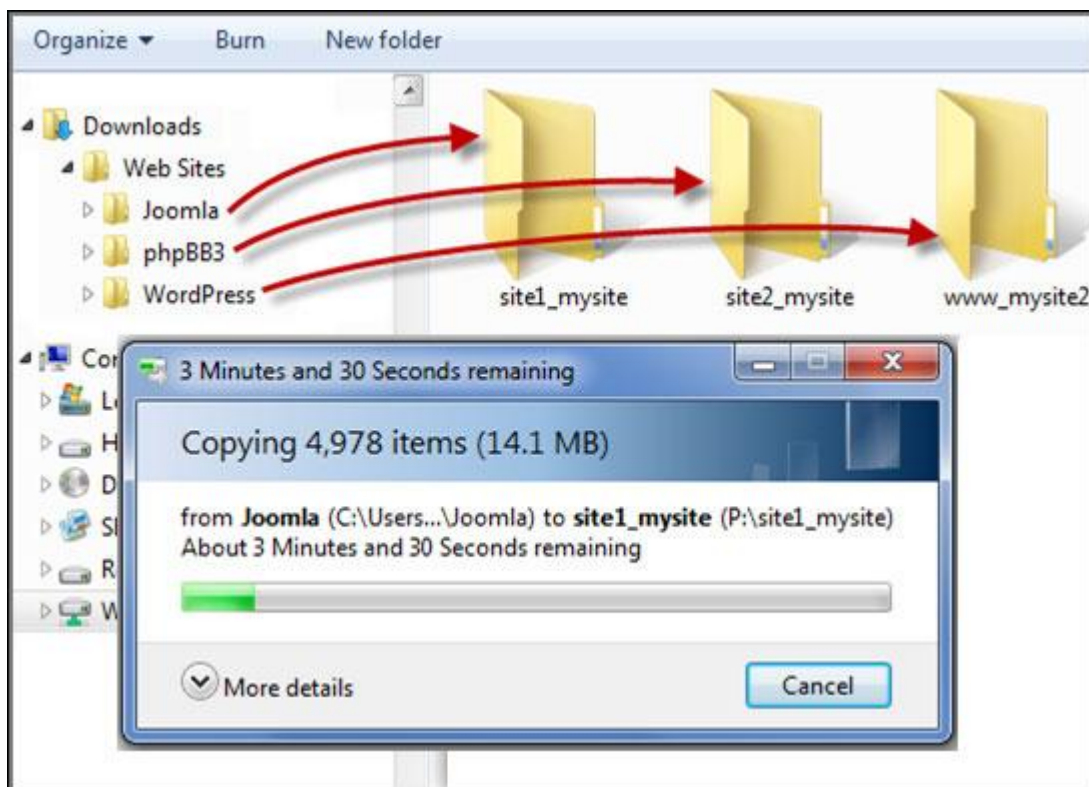 Organize Burn New folder
Downloads
Web Sites
Joomla
phpBB3
WordPress
site1_mysite site2_mysite www_mysite2
3 Minutes and 30 Seconds remaining
Copying 4,978 items (14.1 MB)
from Joomla (C:\Users...\Joomla) to site1_mysite (P:\site1_mysite)
About 3 Minutes and 30 Seconds remaining
More details
Cancel